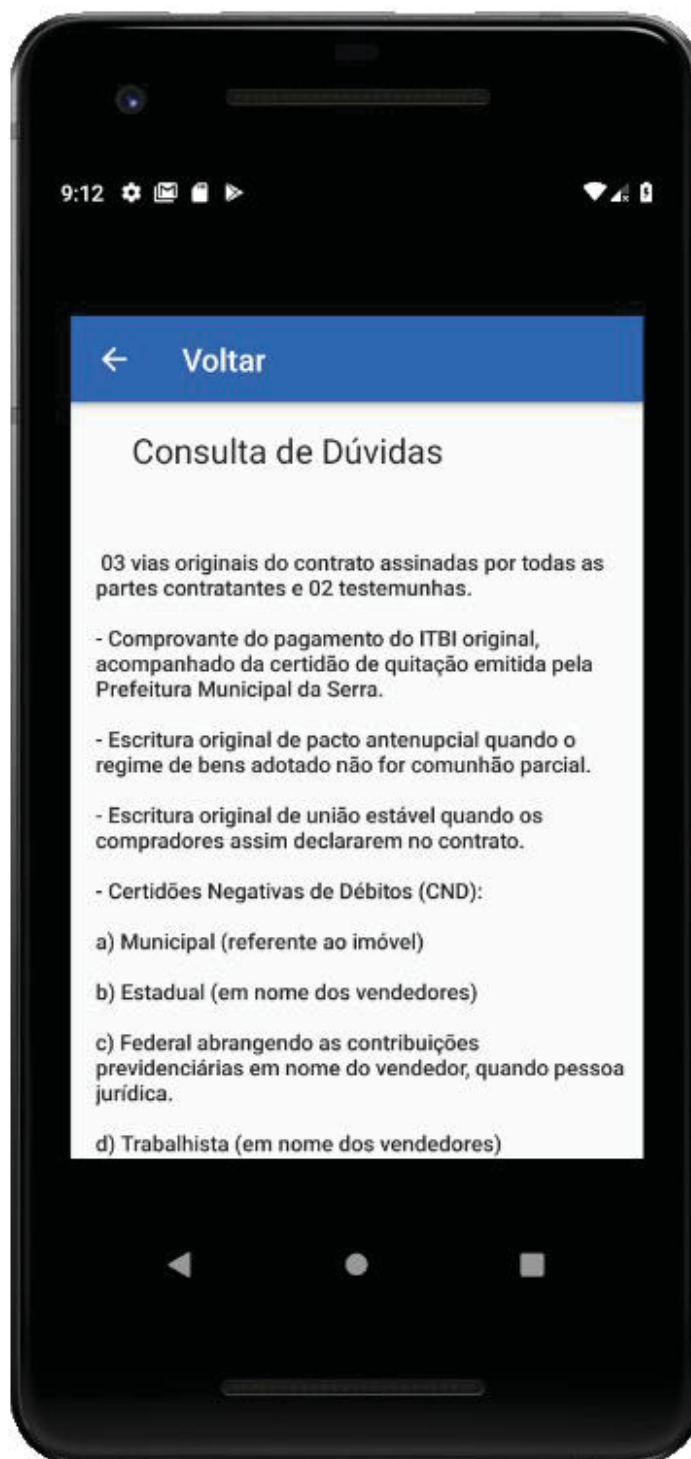 9:12
Voltar
Consulta de Dúvidas
03 vias originais do contrato assinadas por todas as
partes contratantes e 02 testemunhas.
- Comprovante do pagamento do ITBI original,
acompanhado da certidão de quitação emitida pela
Prefeitura Municipal da Serra.
- Escritura original de pacto antenupcial quando o
regime de bens adotado não for comunhão parcial.
- Escritura original de união estável quando os
compradores assim declararem no contrato.
- Certidões Negativas de Débitos (CND):
a) Municipal (referente ao imóvel)
b) Estadual (em nome dos vendedores)
c) Federal abrangendo as contribuições
previdenciárias em nome do vendedor, quando pessoa
jurídica.
d) Trabalhista (em nome dos vendedores)